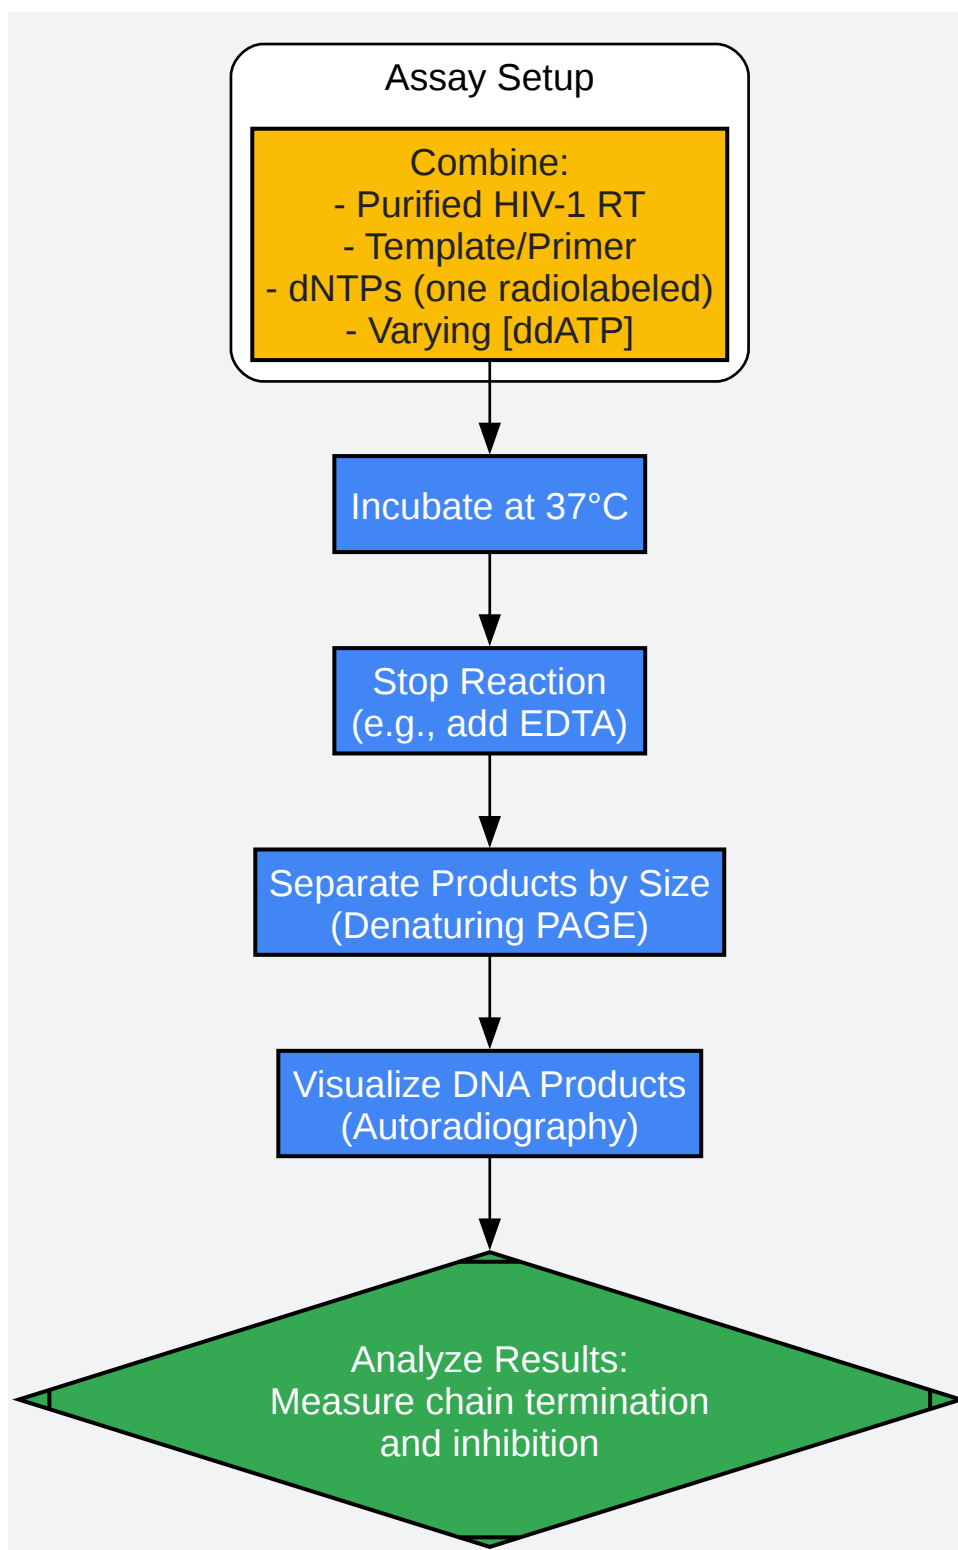 Assay Setup
Combine:
- Purified HIV-1 RT
- Template/Primer
- dNTPs (one radiolabeled)
- Varying [ddATP]
Incubate at 37°C
Stop Reaction
(e.g., add EDTA)
Separate Products by Size
(Denaturing PAGE)
Visualize DNA Products
(Autoradiography)
Analyze Results:
Measure chain termination
and inhibition